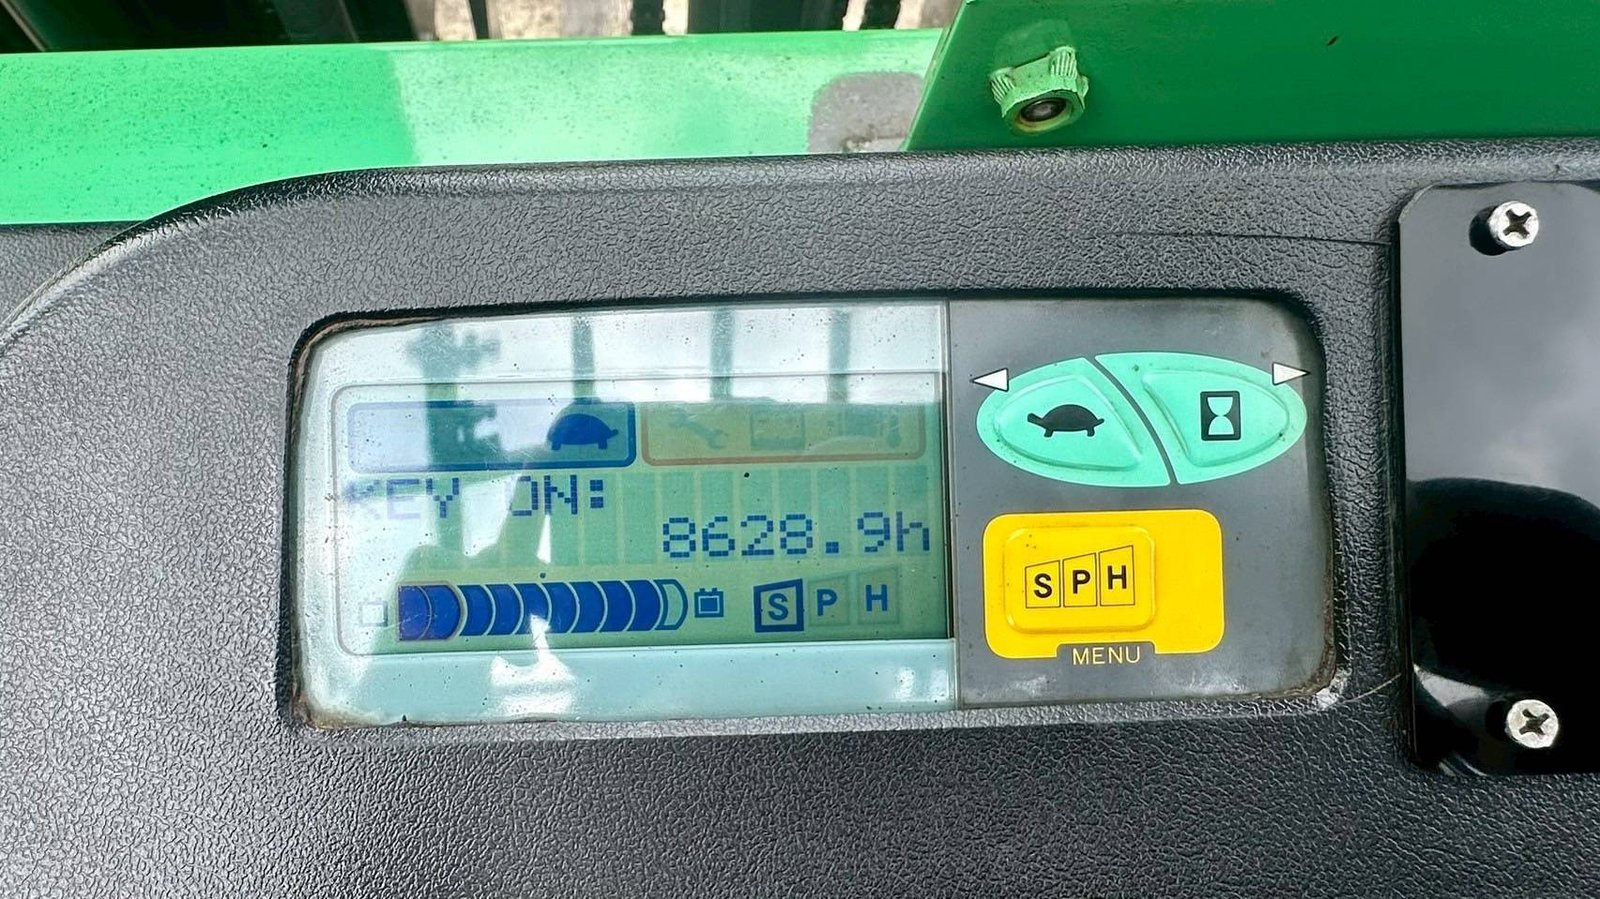 KEY ON:
8628.9h
S P H
S P H
MENU